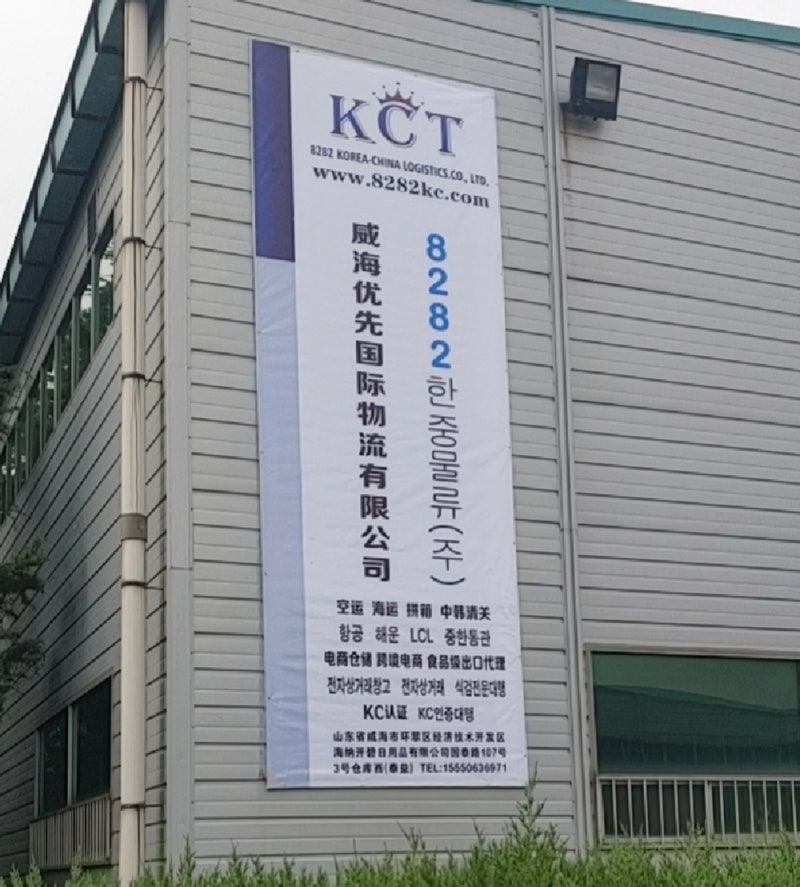 KCT
8282 KOREA-CHINA LOGISTICS.CO., LTD.
www.8282kc.com
威海优先国际物流有限公司
8282한중물류(주)
空运 海运 拼箱 中韩清关
항공 해운 LCL 중한통관
电商仓储 跨境电商 食品级出口代理
전자상거래창고 전자상거래 식검전문대행
KC认证 KC인증대행
山东省威海市环翠区经济技术开发区
海纳开碧日用品有限公司国泰路107号
3号仓库西(泰益) TEL:15550636971